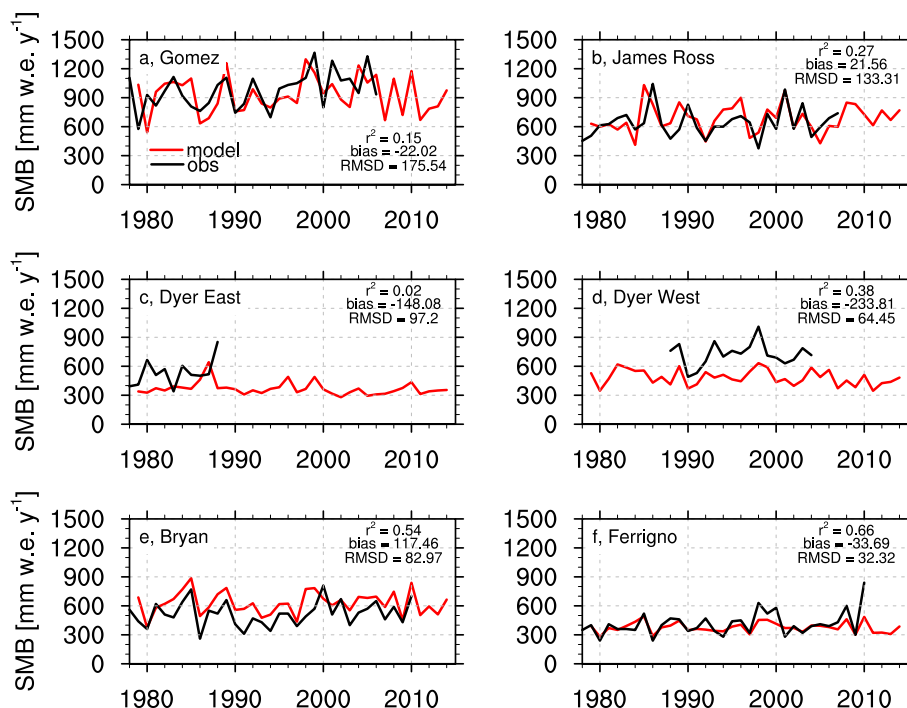 a, Gomez
r² = 0.15
bias = -22.02
RMSD = 175.54
model
obs
SMB [mm w.e. y⁻¹]
1500
1200
900
600
300
0
1980 1990 2000 2010
b, James Ross
r² = 0.27
bias = 21.56
RMSD = 133.31
1500
1200
900
600
300
0
1980 1990 2000 2010
c, Dyer East
r² = 0.02
bias = -148.08
RMSD = 97.2
SMB [mm w.e. y⁻¹]
1500
1200
900
600
300
0
1980 1990 2000 2010
d, Dyer West
r² = 0.38
bias = -233.81
RMSD = 64.45
1500
1200
900
600
300
0
1980 1990 2000 2010
e, Bryan
r² = 0.54
bias = 117.46
RMSD = 82.97
SMB [mm w.e. y⁻¹]
1500
1200
900
600
300
0
1980 1990 2000 2010
f, Ferrigno
r² = 0.66
bias = -33.69
RMSD = 32.32
1500
1200
900
600
300
0
1980 1990 2000 2010